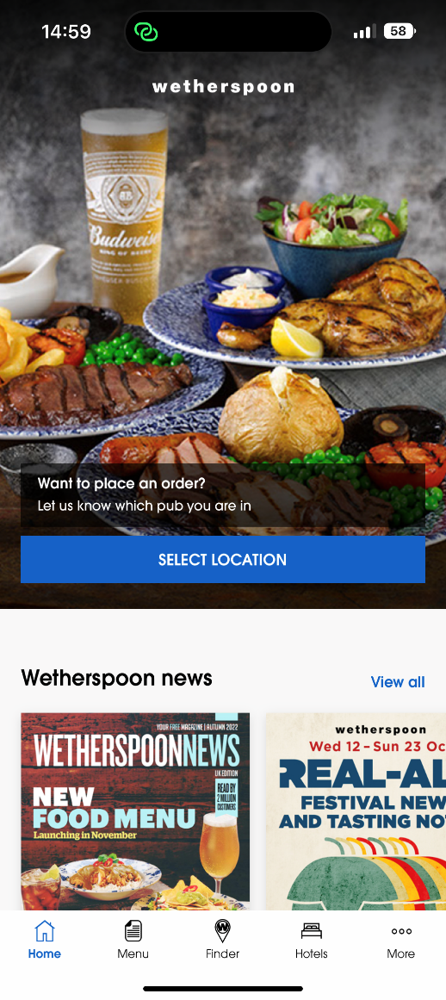 14:59
58
wetherspoon
Budweiser
KING OF BEERS
Want to place an order?
Let us know which pub you are in
SELECT LOCATION
Wetherspoon news
View all
YOUR FREE MAGAZINE | AUTUMN 2022
WETHERSPOONNEWS
UK EDITION
READ BY
2 MILLION
CUSTOMERS
NEW
FOOD MENU
Launching in November
wetherspoon
Wed 12–Sun 23 Oc
REAL-AL
FESTIVAL NEW
AND TASTING NO
Home
Menu
Finder
Hotels
More